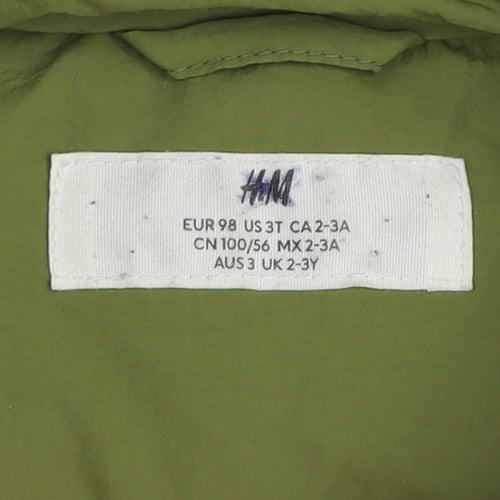 H&M
EUR 98 US 3T CA 2-3A
CN 100/56 MX 2-3A
AUS 3 UK 2-3Y